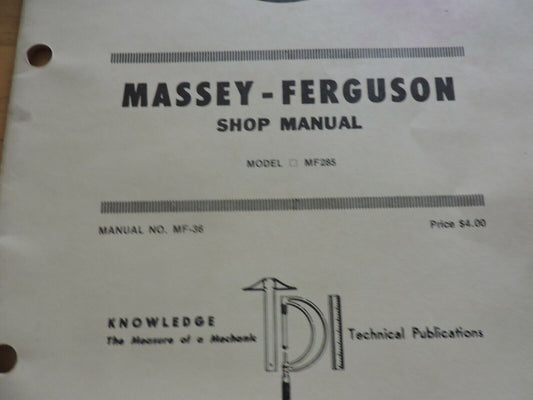 MASSEY-FERGUSON
SHOP MANUAL
MODEL □ MF285
MANUAL NO. MF-36 Price $4.00
KNOWLEDGE
The Measure of a Mechanic
TPI Technical Publications